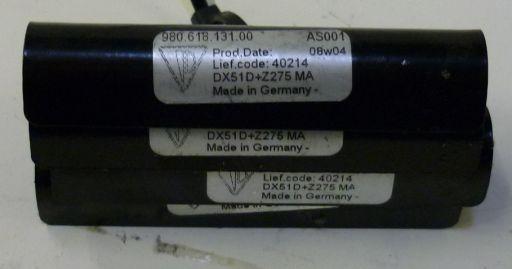 980.618.131.00 AS001
Prod.Date: 08w04
Lief.code: 40214
DX51D+Z275 MA
Made in Germany -
DX51D+Z275 MA
Made in Germany -
Lief.code: 40214
DX51D+Z275 MA
Made in Germany -